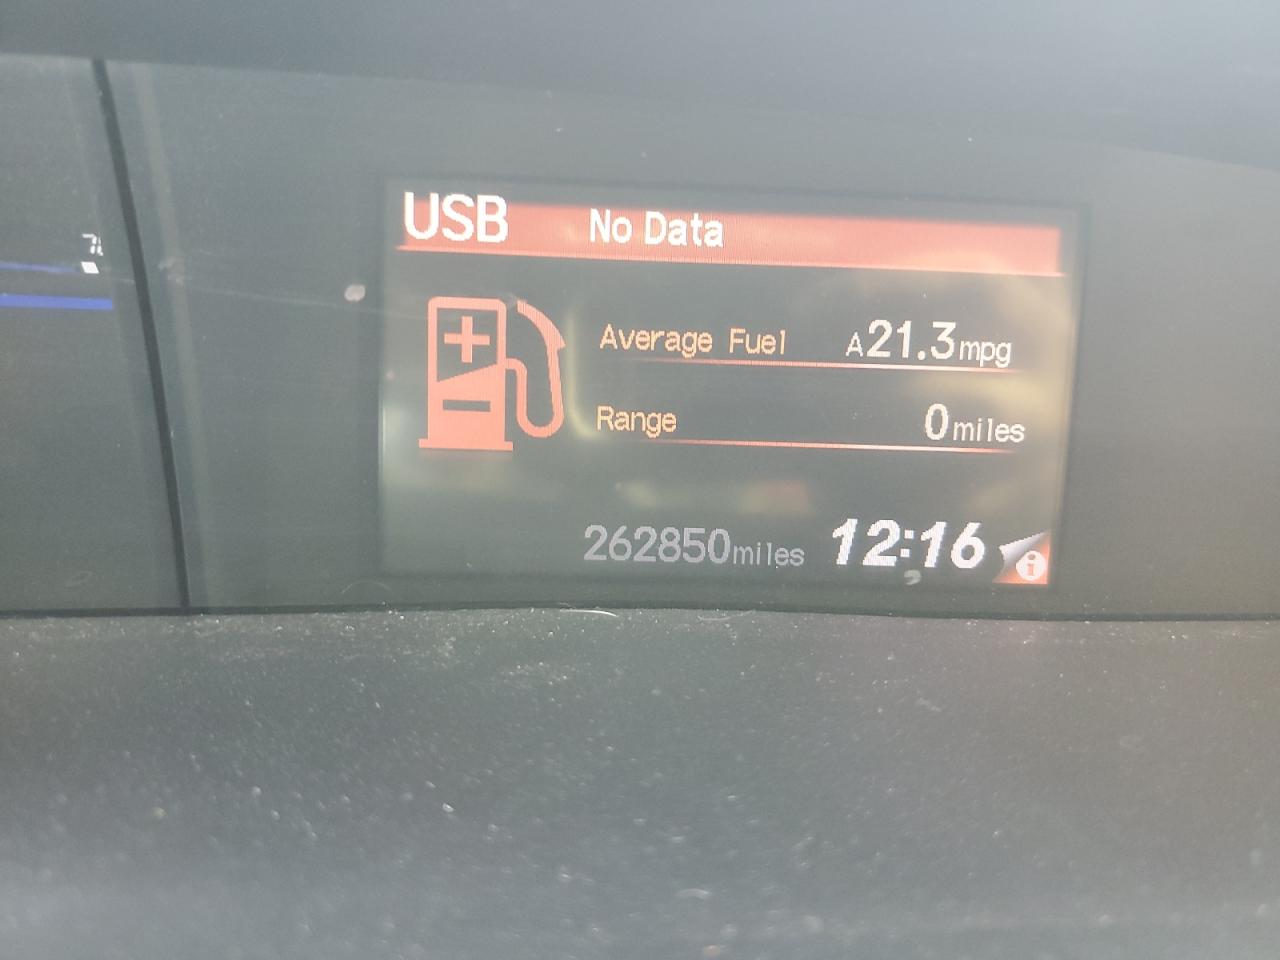 USB No Data
Average Fuel A21.3mpg
Range 0miles
262850miles 12:16 i